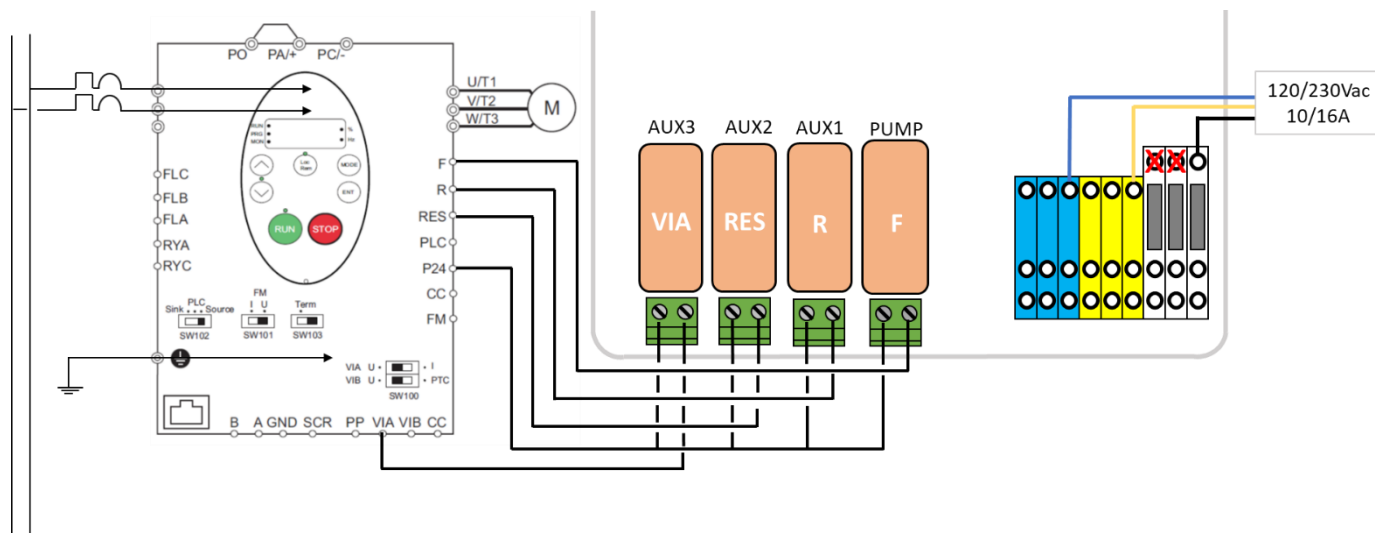 PO PA/+ PC/-
U/T1
V/T2
W/T3
M
RUN
PRG
MON
%
Hz
Loc
Rem
MODE
ENT
RUN STOP
FLC
FLB
FLA
RYA
RYC
F
R
RES
PLC
P24
CC
FM
PLC
Sink Source
SW102
FM
I U
SW101
Term
SW103
VIA U I
VIB U PTC
SW100
B A GND SCR PP VIA VIB CC
AUX3 AUX2 AUX1 PUMP
VIA RES R F
120/230Vac
10/16A